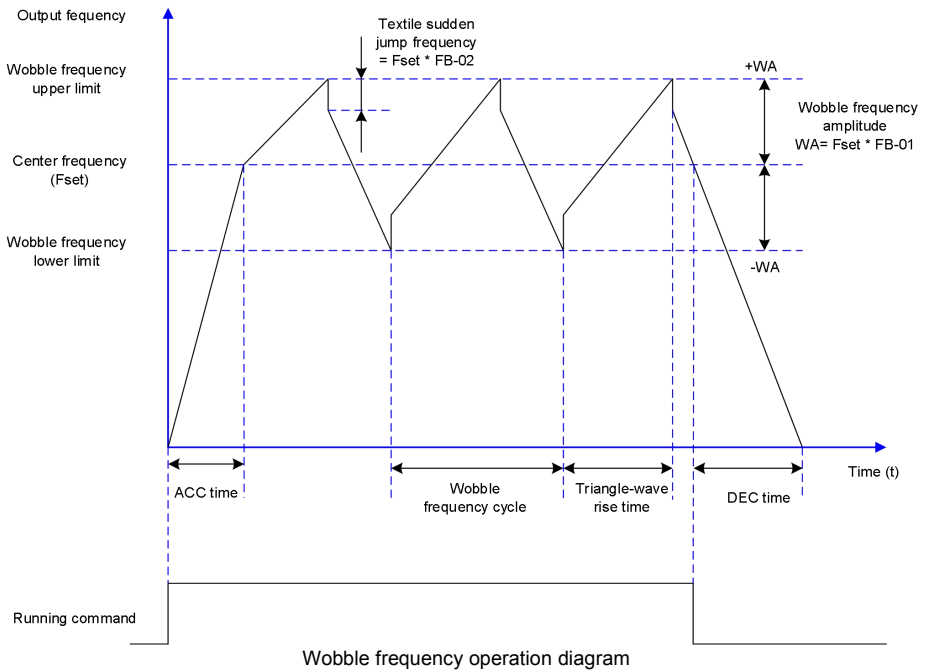 Output fequency
Textile sudden
jump frequency
= Fset * FB-02
Wobble frequency
upper limit
+WA
Wobble frequency
amplitude
WA= Fset * FB-01
Center frequency
(Fset)
Wobble frequency
lower limit
-WA
Time (t)
ACC time
Wobble
frequency cycle
Triangle-wave
rise time
DEC time
Running command
Wobble frequency operation diagram